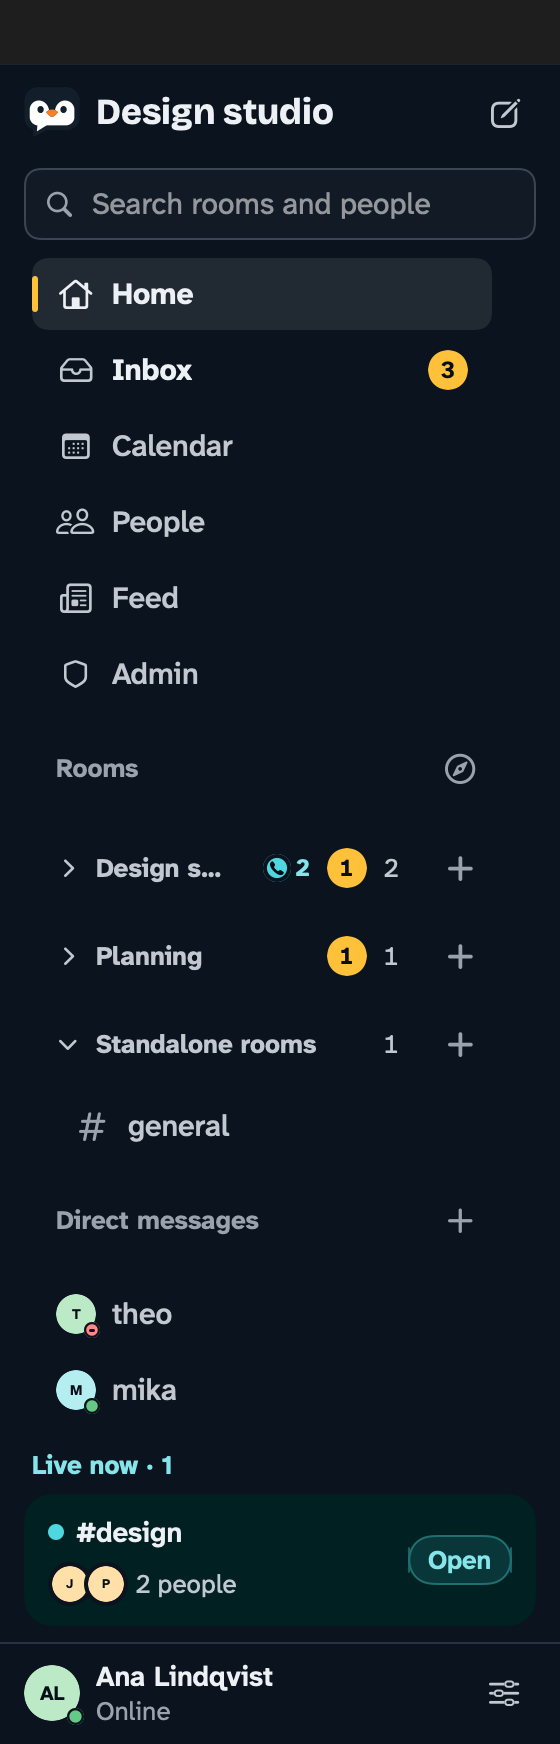 Design studio
Search rooms and people
Home
Inbox 3
Calendar
People
Feed
Admin
Rooms
Design s... 2 1 2
Planning 1 1
Standalone rooms 1
# general
Direct messages
T theo
M mika
Live now · 1
#design
J P 2 people
Open
AL Ana Lindqvist
Online